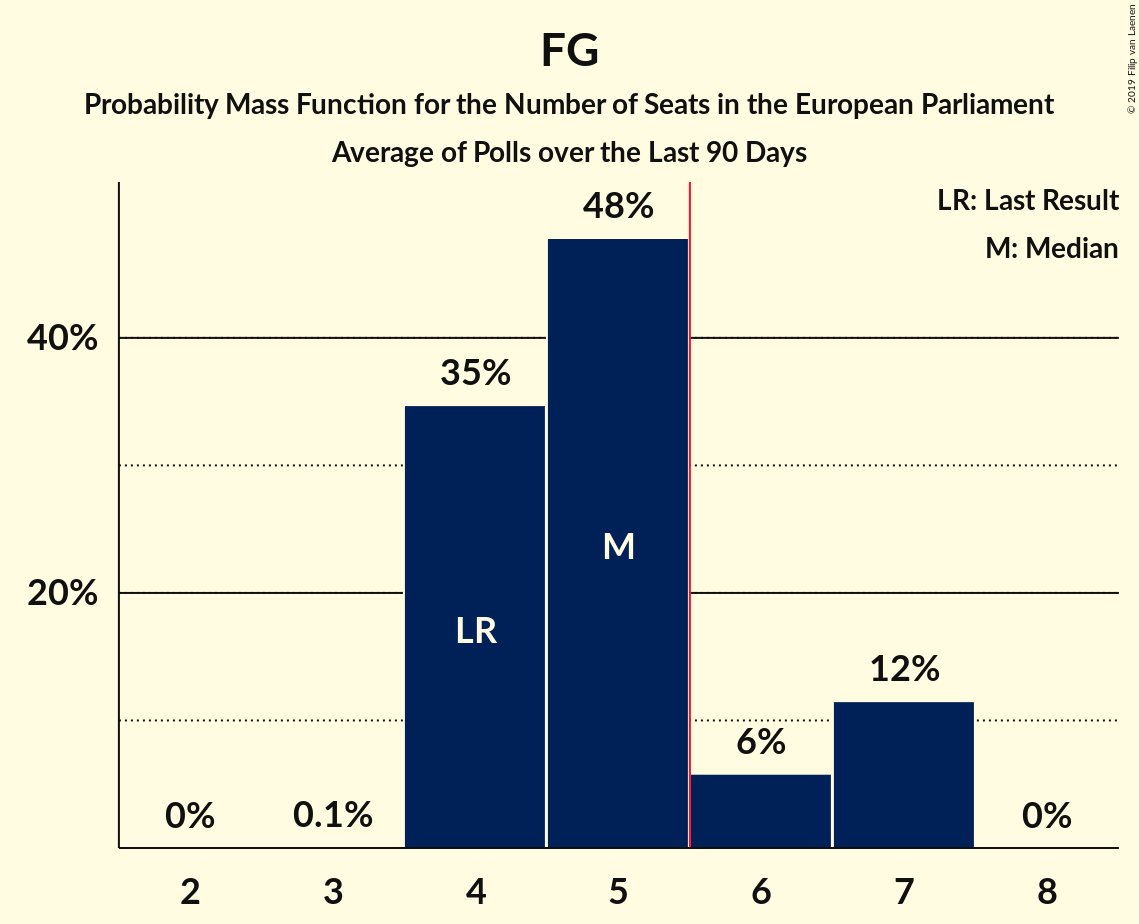 FG
Probability Mass Function for the Number of Seats in the European Parliament
Average of Polls over the Last 90 Days
© 2019 Filip van Laenen
LR: Last Result
M: Median
48%
40%
35%
M
20%
LR
12%
6%
0%
0.1%
0%
2
3
4
5
6
7
8